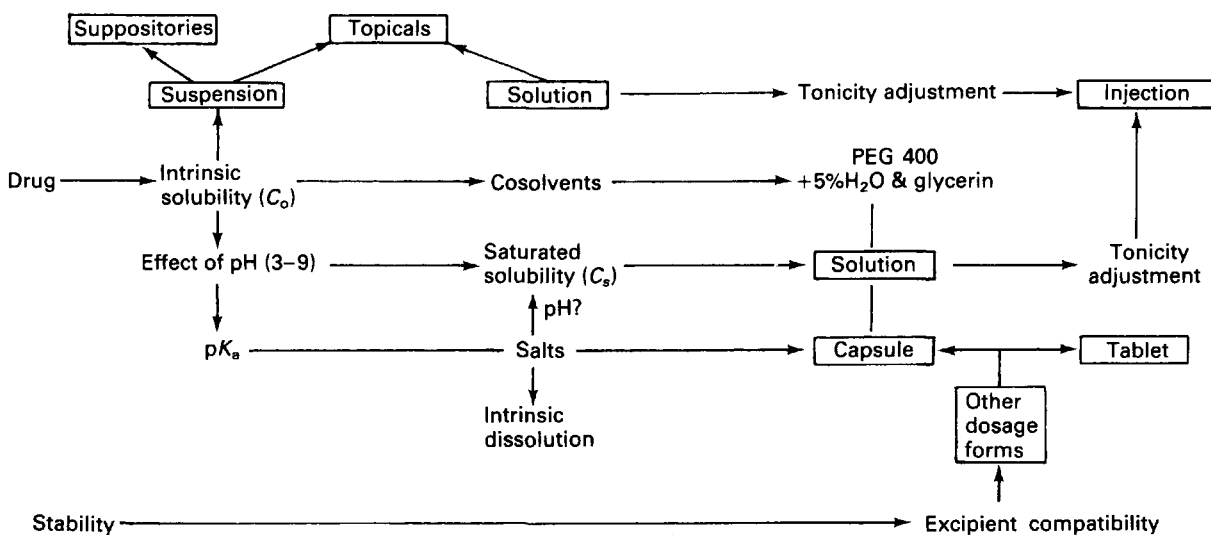 Suppositories
Topicals
Suspension
Solution
Tonicity adjustment
Injection
Drug
Intrinsic
solubility (Cₒ)
Cosolvents
PEG 400
+5%H₂O & glycerin
Effect of pH (3–9)
Saturated
solubility (Cₛ)
Solution
Tonicity
adjustment
pH?
pKₐ
Salts
Capsule
Tablet
Intrinsic
dissolution
Other
dosage
forms
Stability
Excipient compatibility